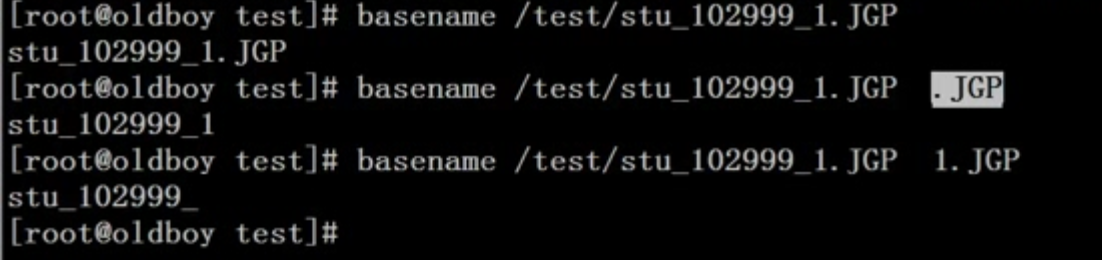 [root@oldboy test]# basename /test/stu_102999_1.JGP
stu_102999_1.JGP
[root@oldboy test]# basename /test/stu_102999_1.JGP  .JGP
stu_102999_1
[root@oldboy test]# basename /test/stu_102999_1.JGP  1.JGP
stu_102999_
[root@oldboy test]#